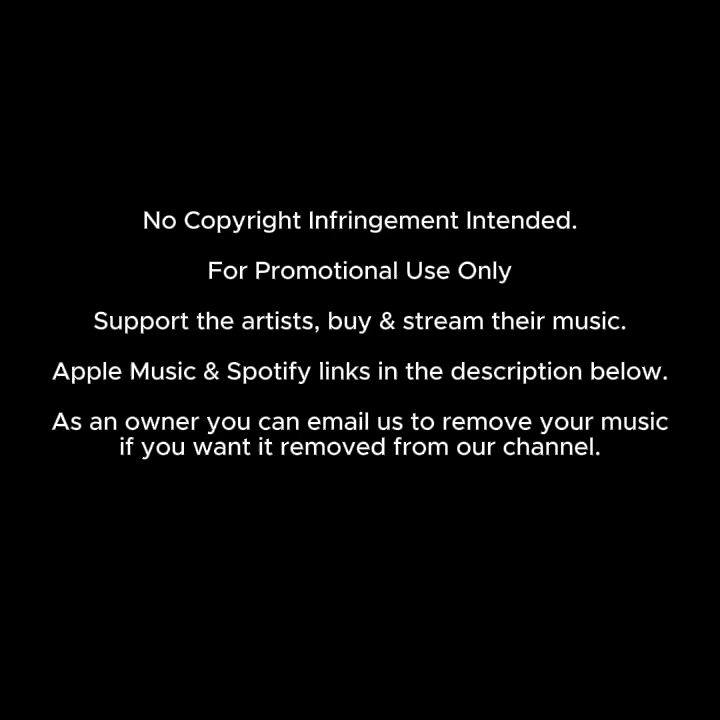 No Copyright Infringement Intended.
For Promotional Use Only
Support the artists, buy & stream their music.
Apple Music & Spotify links in the description below.
As an owner you can email us to remove your music
if you want it removed from our channel.